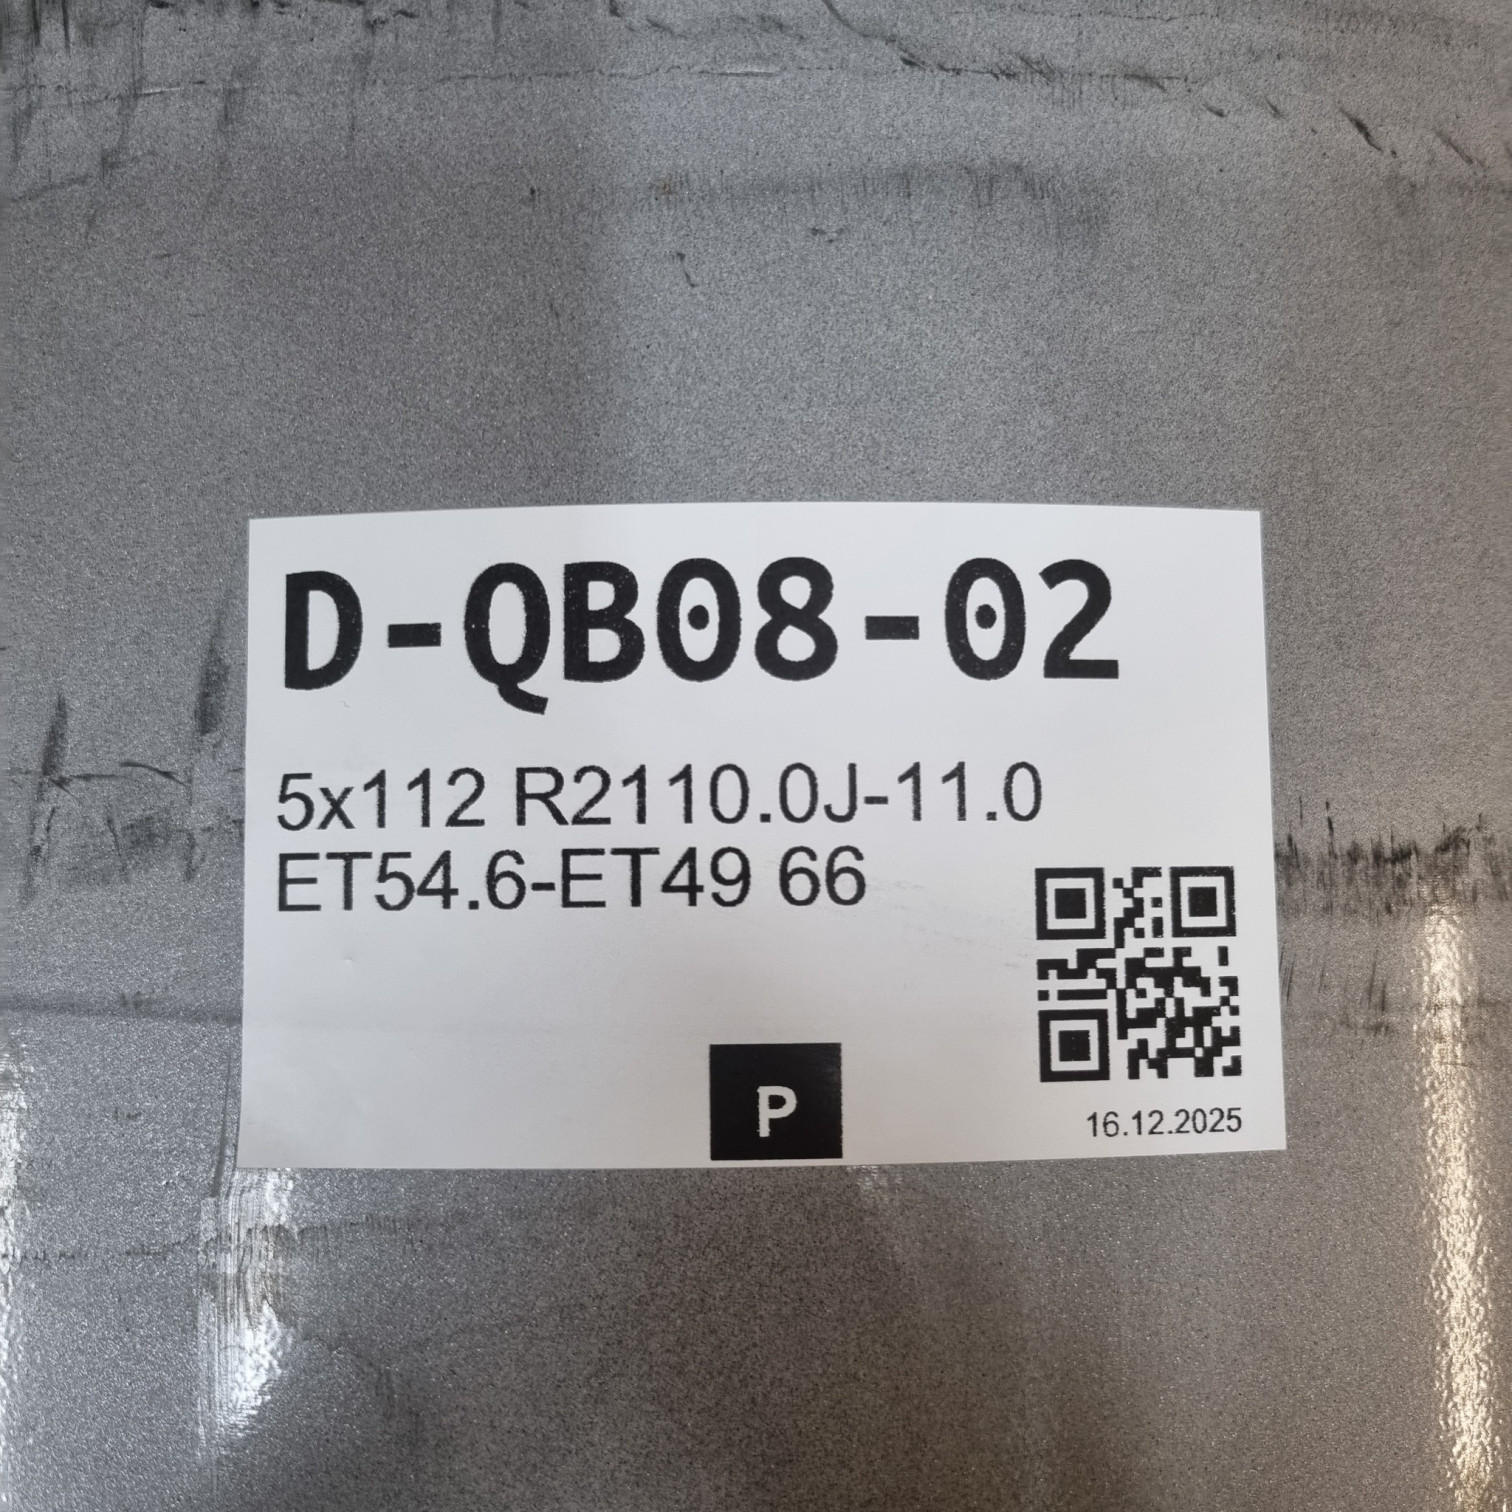 D-QB08-02
5x112 R2110.0J-11.0
ET54.6-ET49 66
P
16.12.2025